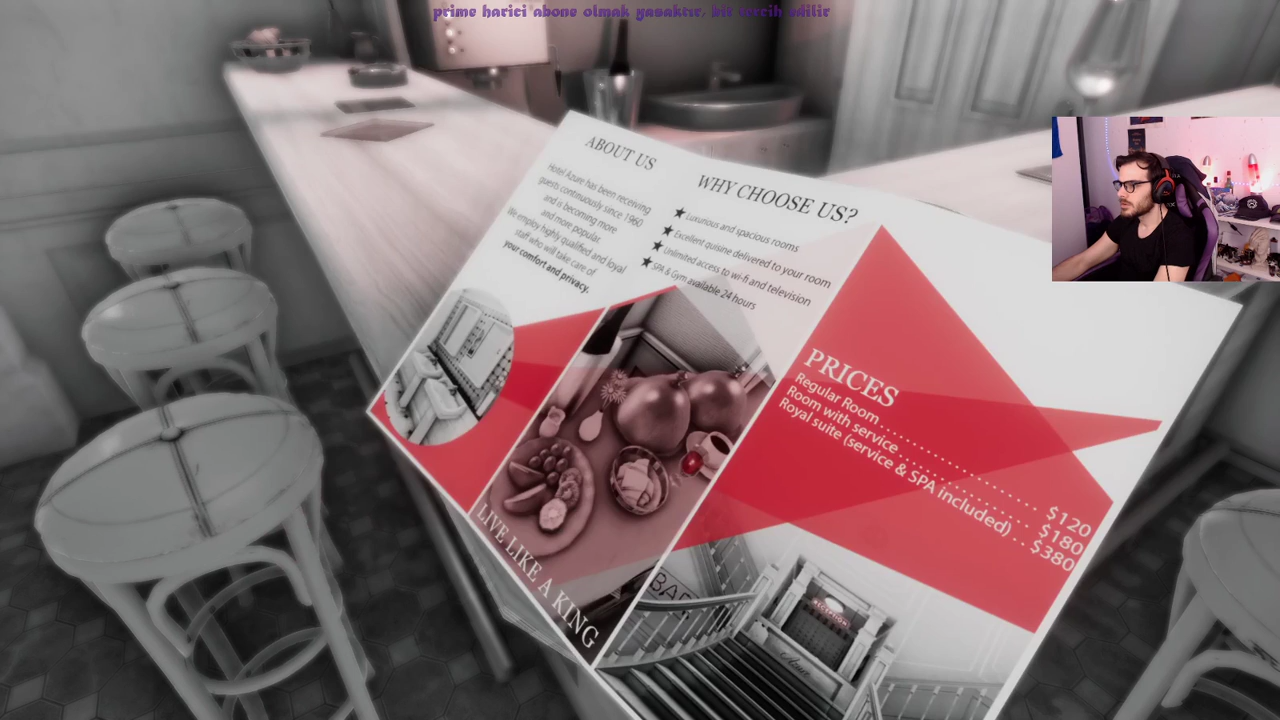 prime harici abone olmak yasaktır, bit tercih edilir
ABOUT US
Hotel Azure has been receiving
guests continuously since 1960
and is becoming more
and more popular.
We employ highly qualified and loyal
staff who will take care of
your comfort and privacy.
WHY CHOOSE US?
Luxurious and spacious rooms
Excellent quisine delivered to your room
Unlimited access to wi-fi and television
SPA & Gym available 24 hours
LIVE LIKE A KING
PRICES
Regular Room .................... $120
Room with service .................... $180
Royal suite (service & SPA included) .. $380
BAR
RECEPTION
Azure